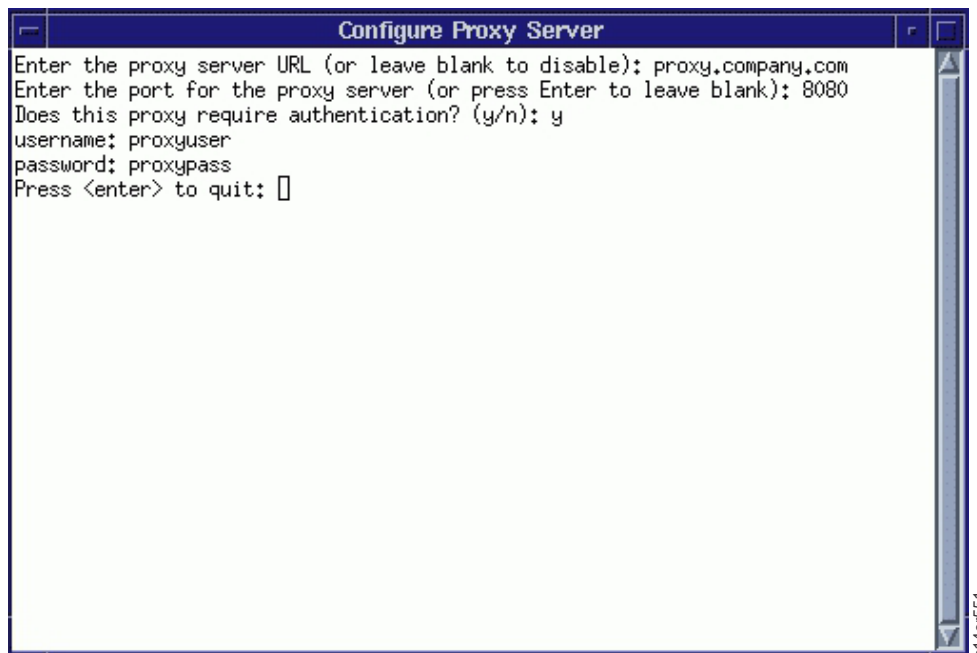 Configure Proxy Server
Enter the proxy server URL (or leave blank to disable): proxy.company.com
Enter the port for the proxy server (or press Enter to leave blank): 8080
Does this proxy require authentication? (y/n): y
username: proxyuser
password: proxypass
Press <enter> to quit: